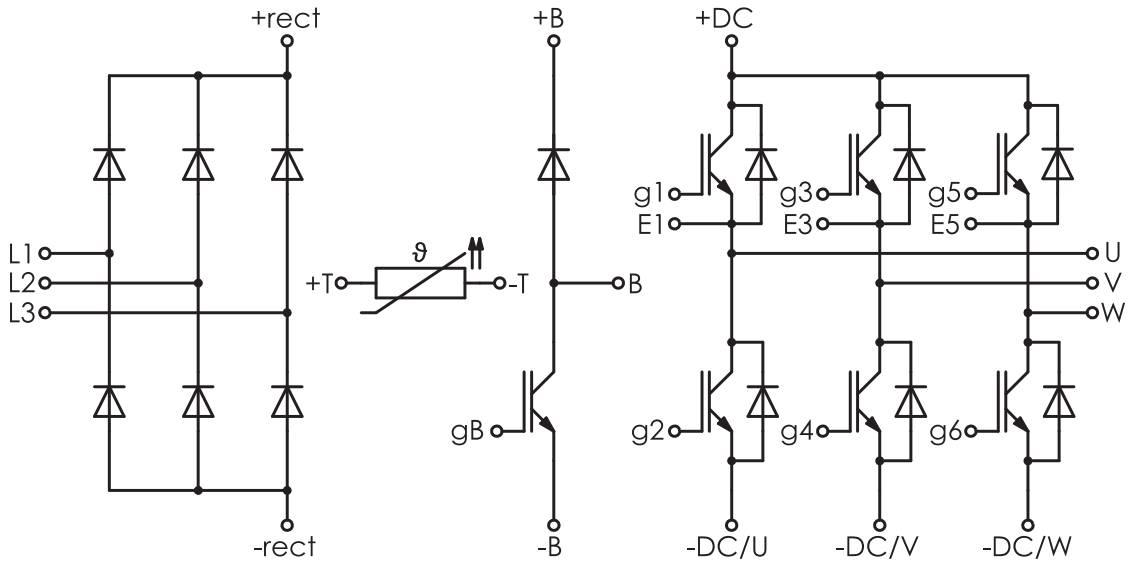 +rect +B +DC
g1 g3 g5
E1 E3 E5
L1 ϑ U
L2 +T -T B V
L3 W
gB g2 g4 g6
-rect -B -DC/U -DC/V -DC/W